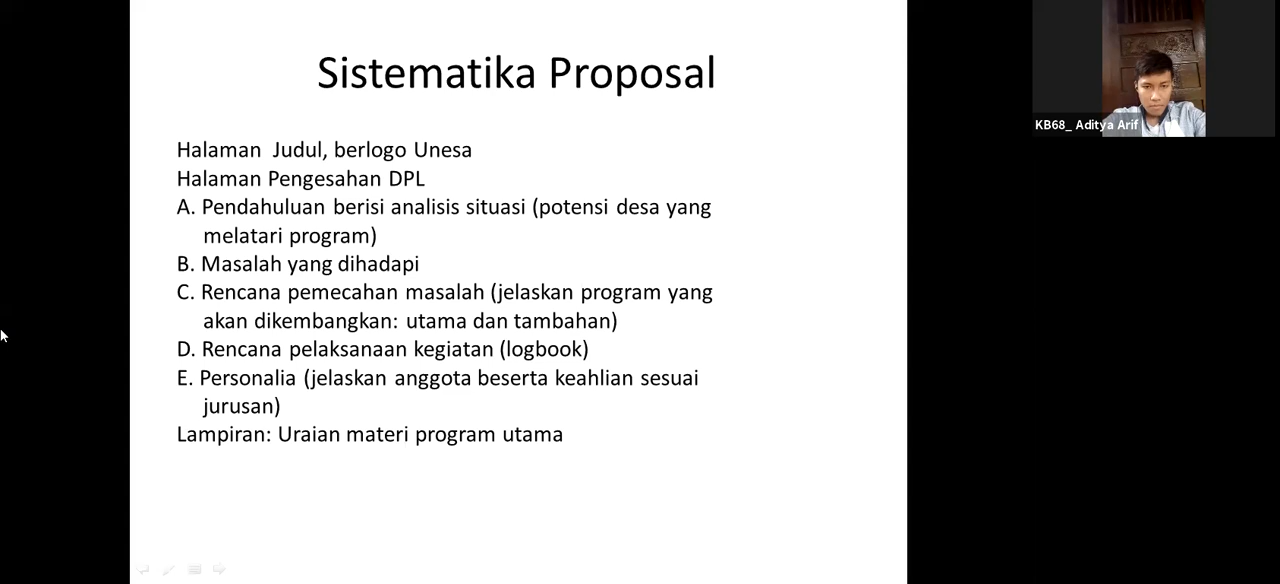 Sistematika Proposal
Halaman Judul, berlogo Unesa
Halaman Pengesahan DPL
A. Pendahuluan berisi analisis situasi (potensi desa yang
melatari program)
B. Masalah yang dihadapi
C. Rencana pemecahan masalah (jelaskan program yang
akan dikembangkan: utama dan tambahan)
D. Rencana pelaksanaan kegiatan (logbook)
E. Personalia (jelaskan anggota beserta keahlian sesuai
jurusan)
Lampiran: Uraian materi program utama
KB68_ Aditya Arif